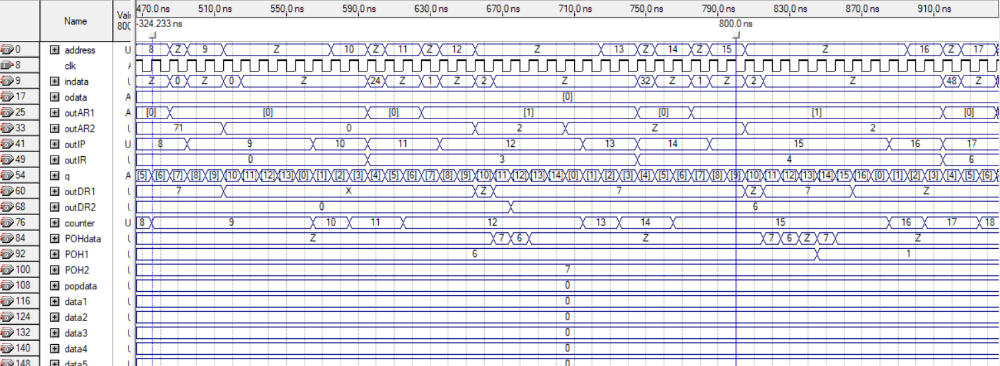 470.0 ns 510,0 ns 550,0 ns 590,0 ns 630,0 ns 670,0 ns 710,0 ns 750,0 ns 790,0 ns 830,0 ns 870,0 ns 910,0 ns
Name Valu 800
-324.233 ns 800.0 ns
0 address U 8 Z 9 Z 10 Z 11 Z 12 Z 13 Z 14 Z 15 Z 16 Z 17
8 clk
9 indata Z 0 Z 0 Z 24 Z 1 Z 2 Z 32 Z 1 Z 2 Z 48 Z
17 odata A [0]
25 outAR1 A [0] [0] [0] [1] [0] [1] [0]
33 outAR2 71 0 2 Z 2
41 outIP U 8 9 10 11 12 13 14 15 16 17
49 outIR 0 3 4 6
54 q A [5] [6] [7] [8] [9] [10] [11] [12] [13] [0] [1] [2] [3] [4] [5] [6] [7] [8] [9] [10] [11] [12] [13] [14] [0] [1] [2] [3] [4] [5] [6] [7] [8] [9] [10] [11] [12] [13] [14] [15] [16] [0] [1] [2] [3] [4] [5] [6]
60 outDR1 7 X Z 7 Z 7 Z
68 outDR2 0 6
76 counter U 8 9 10 11 12 13 14 15 16 17 18
84 POHdata Z 7 6 Z 7 6 Z 7 Z
92 POH1 6 1
100 POH2 7
108 popdata 0
116 data1 0
124 data2 0
132 data3 0
140 data4 0
148 data5 0